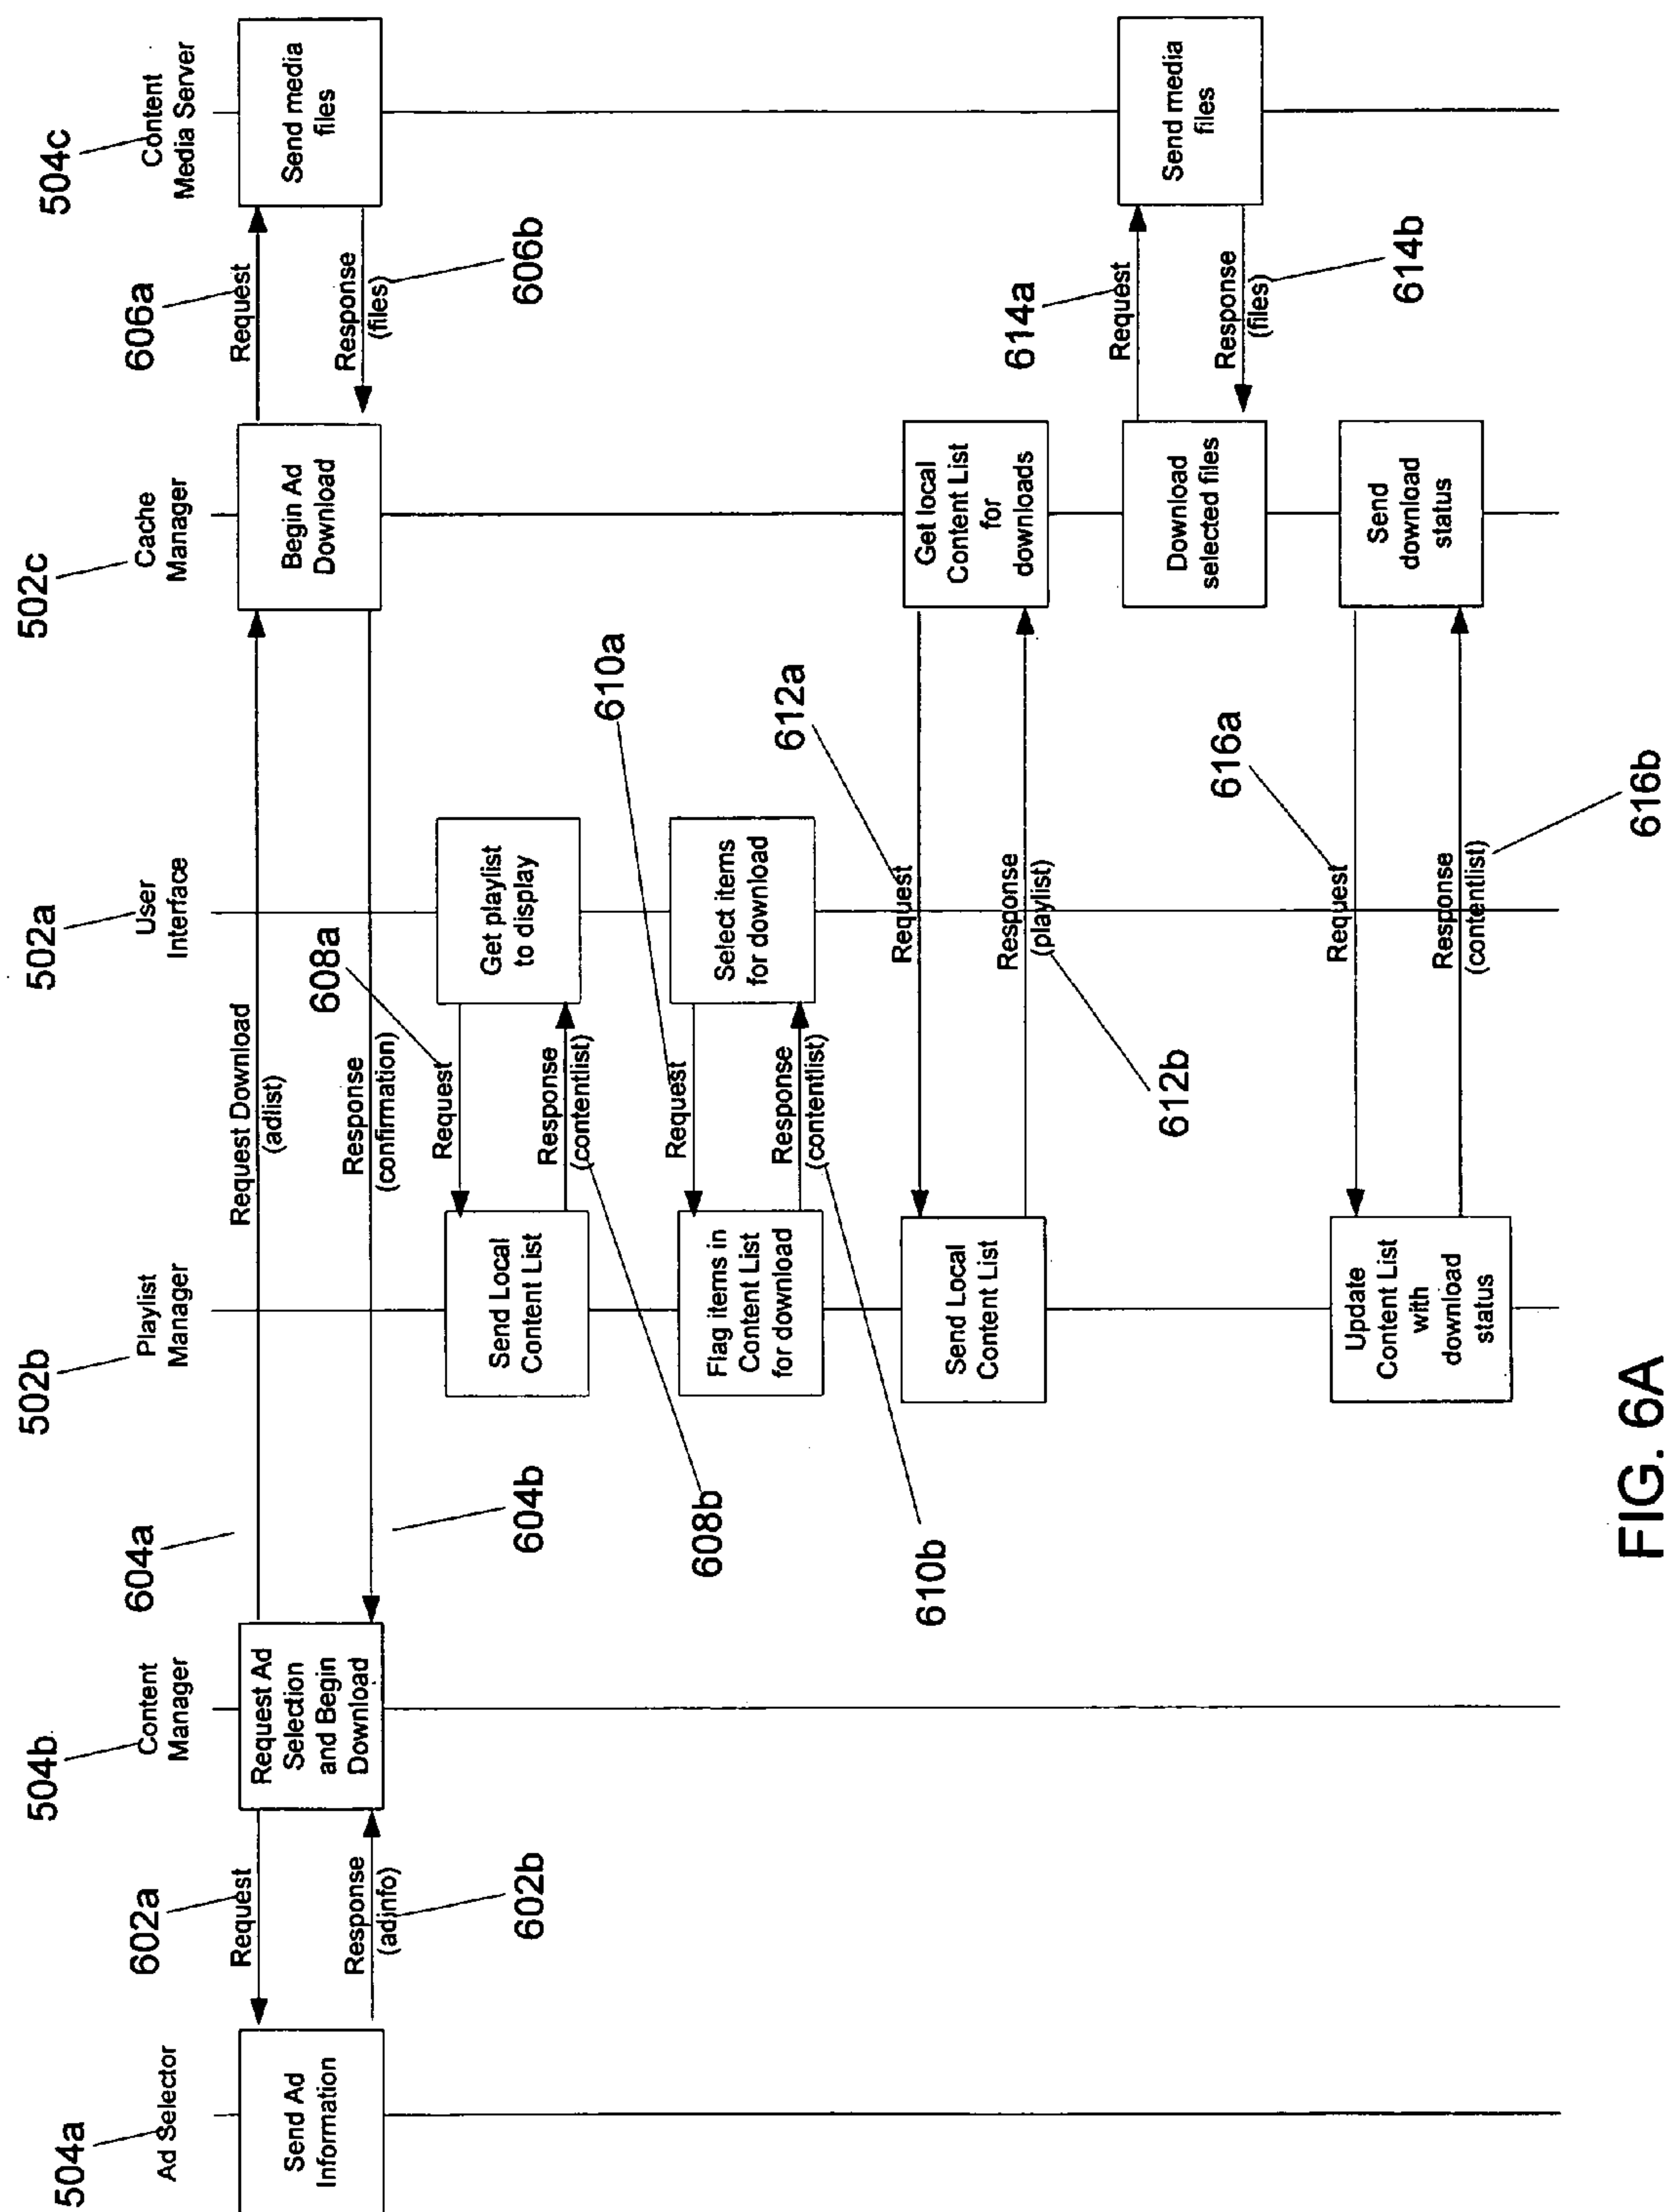 504a
504b
502b
502a
502c
504c
Ad Selector
Content
Manager
Playlist
Manager
User
Interface
Cache
Manager
Content
Media Server
602a
604a
606a
Request
Request Download
(adlist)
Request
Send Ad
Information
Request Ad
Selection
and Begin
Download
Begin Ad
Download
Send media
files
Response
(adinfo)
Response
(confirmation)
Response
(files)
602b
604b
608a
606b
Request
Send Local
Content List
Get playlist
to display
Response
(contentlist)
608b
610a
Request
Flag items in
Content List
for download
Select items
for download
Response
(contentlist)
610b
612a
Request
Send Local
Content List
Get local
Content List
for
downloads
Response
(playlist)
612b
614a
Request
Download
selected files
Send media
files
Response
(files)
614b
616a
Request
Update
Content List
with
download
status
Send
download
status
Response
(contentlist)
616b
FIG. 6A